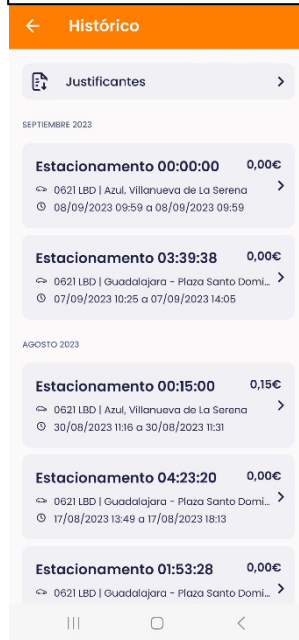 Histórico
Justificantes
SEPTIEMBRE 2023
Estacionamento 00:00:00 0,00€
0621 LBD | Azul, Villanueva de La Serena
08/09/2023 09:59 a 08/09/2023 09:59
Estacionamento 03:39:38 0,00€
0621 LBD | Guadalajara - Plaza Santo Domi...
07/09/2023 10:25 a 07/09/2023 14:05
AGOSTO 2023
Estacionamento 00:15:00 0,15€
0621 LBD | Azul, Villanueva de La Serena
30/08/2023 11:16 a 30/08/2023 11:31
Estacionamento 04:23:20 0,00€
0621 LBD | Guadalajara - Plaza Santo Domi...
17/08/2023 13:49 a 17/08/2023 18:13
Estacionamento 01:53:28 0,00€
0621 LBD | Guadalajara - Plaza Santo Domi...